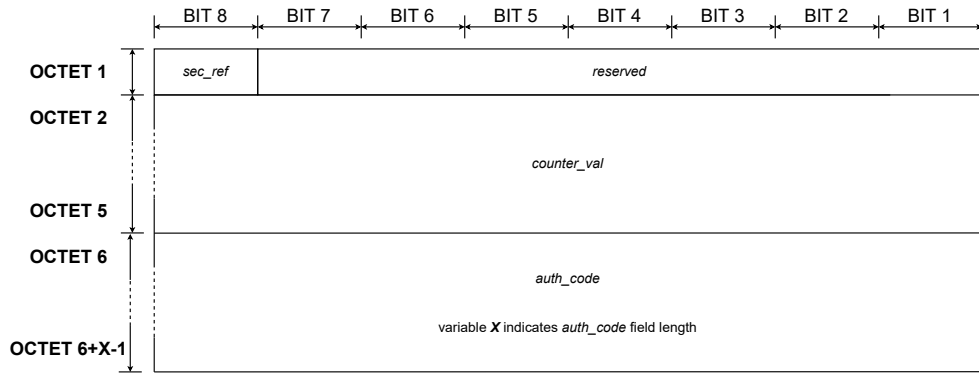 BIT 8 BIT 7 BIT 6 BIT 5 BIT 4 BIT 3 BIT 2 BIT 1
OCTET 1 sec_ref reserved
OCTET 2
counter_val
OCTET 5
OCTET 6
auth_code
variable X indicates auth_code field length
OCTET 6+X-1